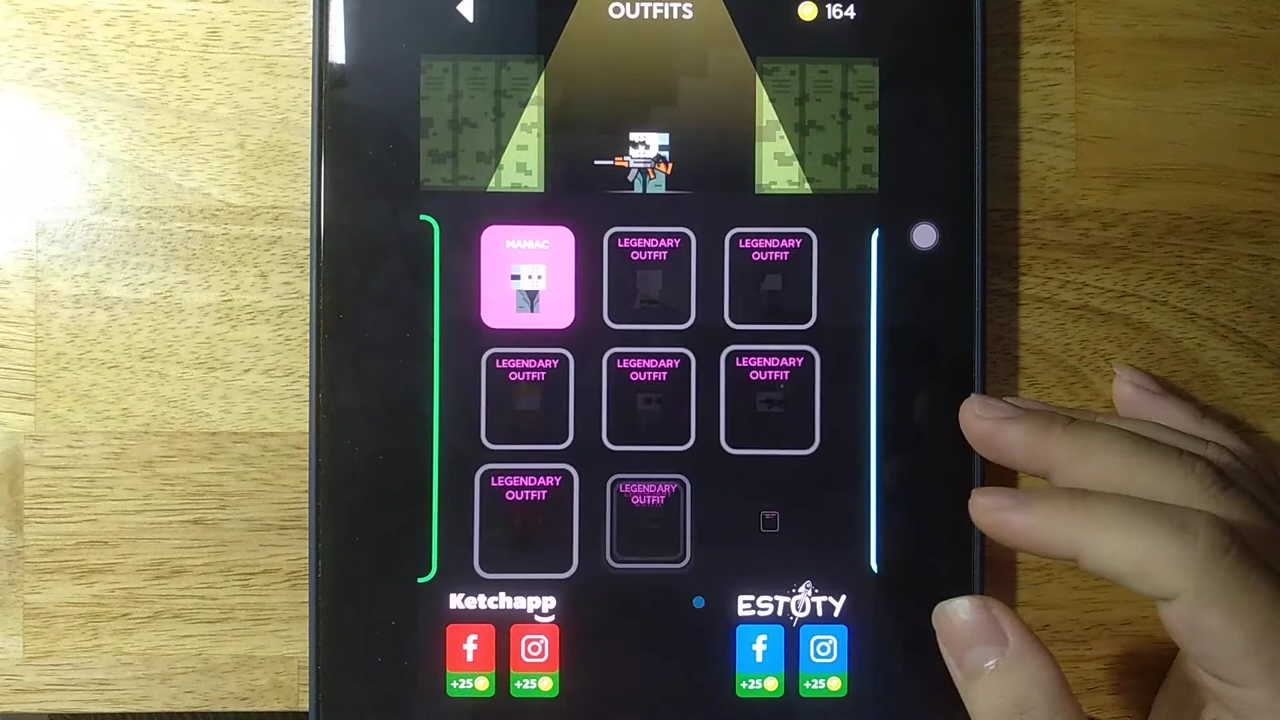 OUTFITS
164
MANIAC
LEGENDARY
OUTFIT
LEGENDARY
OUTFIT
LEGENDARY
OUTFIT
LEGENDARY
OUTFIT
LEGENDARY
OUTFIT
LEGENDARY
OUTFIT
LEGENDARY
OUTFIT
Ketchapp
ESTOTY
+25
+25
+25
+25